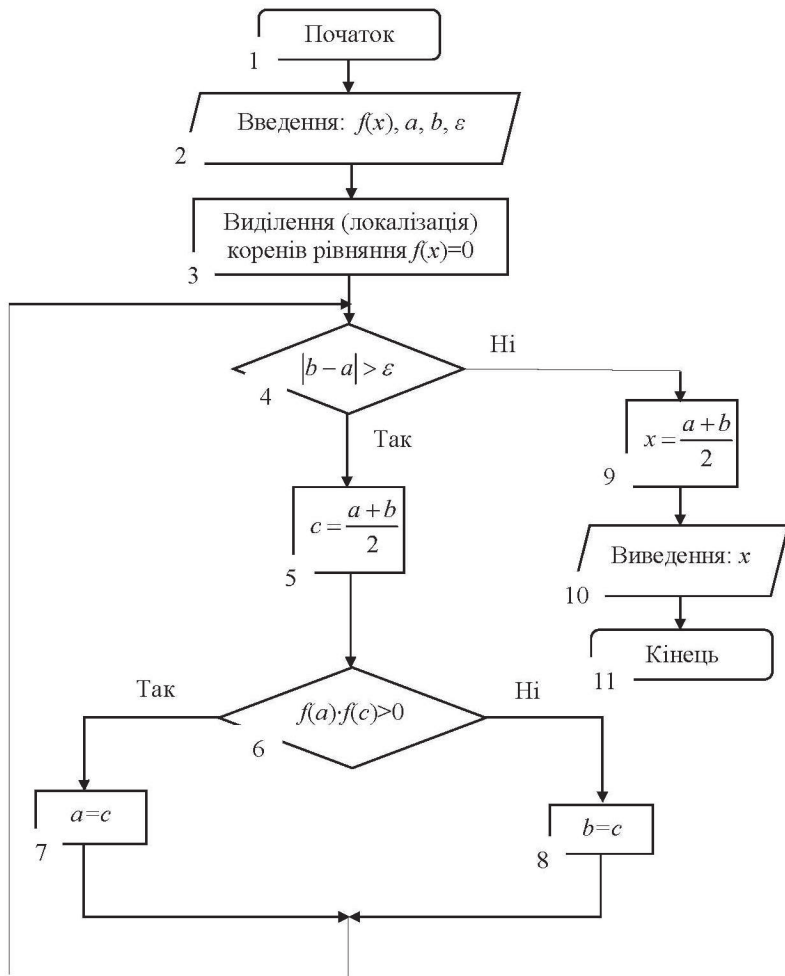 Початок
1
Введення: f(x), a, b, ε
2
Виділення (локалізація)
коренів рівняння f(x)=0
3
|b − a| > ε
4
Ні
Так
c = a + b / 2
5
x = a + b / 2
9
Виведення: x
10
Кінець
11
f(a)·f(c)>0
6
Так
Ні
a=c
7
b=c
8